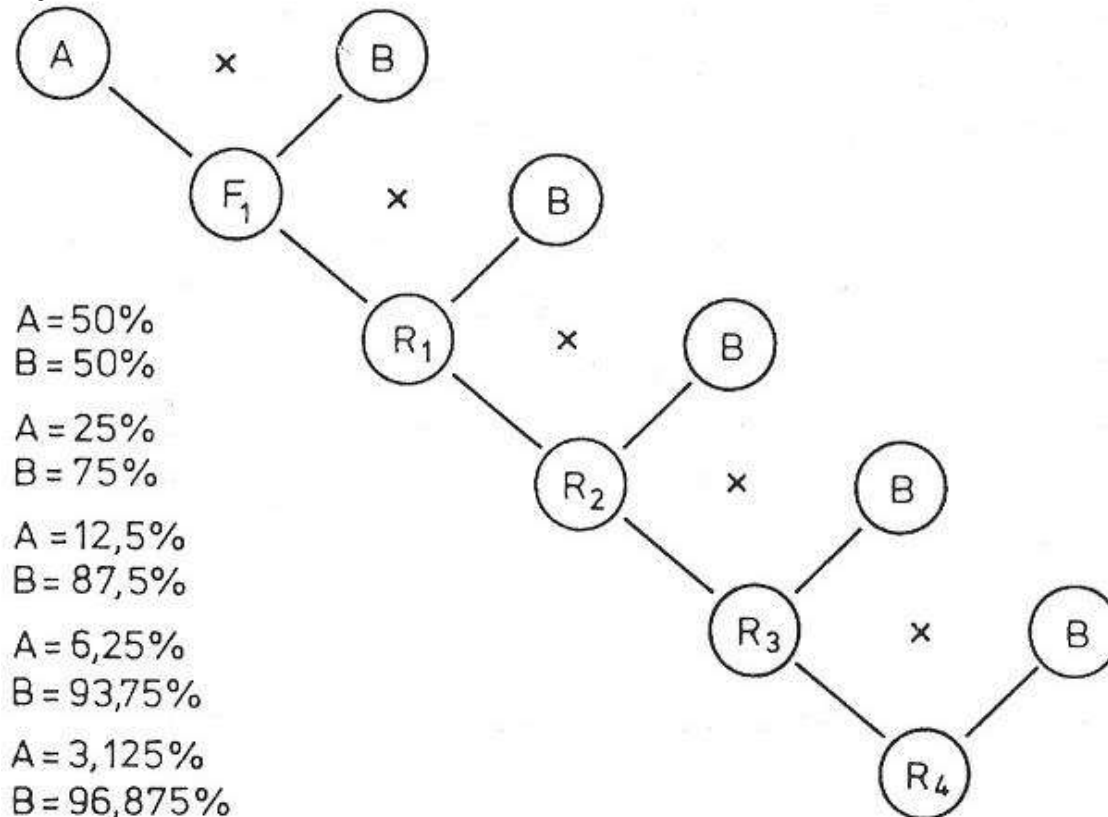 A × B
F₁ × B
R₁ × B
R₂ × B
R₃ × B
R₄
A = 50%
B = 50%
A = 25%
B = 75%
A = 12,5%
B = 87,5%
A = 6,25%
B = 93,75%
A = 3,125%
B = 96,875%